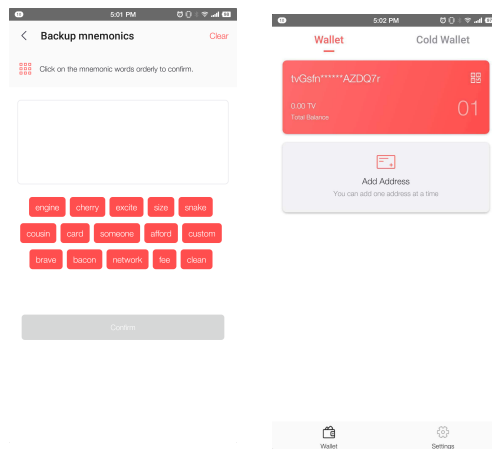 5:01 PM
Backup mnemonics
Clear
Click on the mnemonic words orderly to confirm.
engine cherry excite size snake
cousin card someone afford custom
brave bacon network fee clean
Confirm
5:02 PM
Wallet
Cold Wallet
tvGsfn******AZDQ7r
0.00 TV
Total Balance
01
Add Address
You can add one address at a time
Wallet
Settings